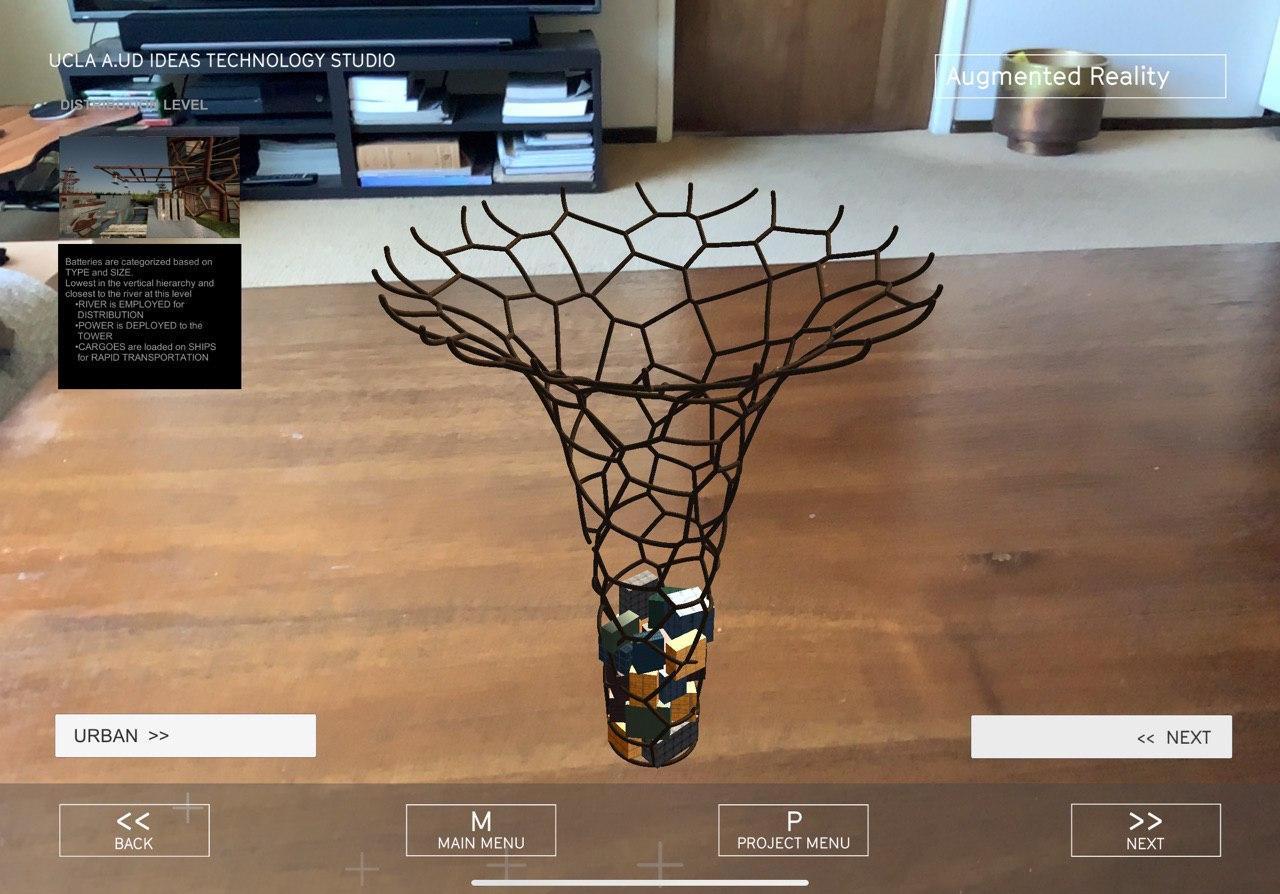 UCLA A.UD IDEAS TECHNOLOGY STUDIO
Augmented Reality
DISTRIBUTION LEVEL
Batteries are categorized based on
TYPE and SIZE.
Lowest in the vertical hierarchy and
closest to the river at this level
•RIVER is EMPLOYED for
DISTRIBUTION
•POWER is DEPLOYED to the
TOWER
•CARGOES are loaded on SHIPS
for RAPID TRANSPORTATION
URBAN >>
<< NEXT
<<
BACK
M
MAIN MENU
P
PROJECT MENU
>>
NEXT